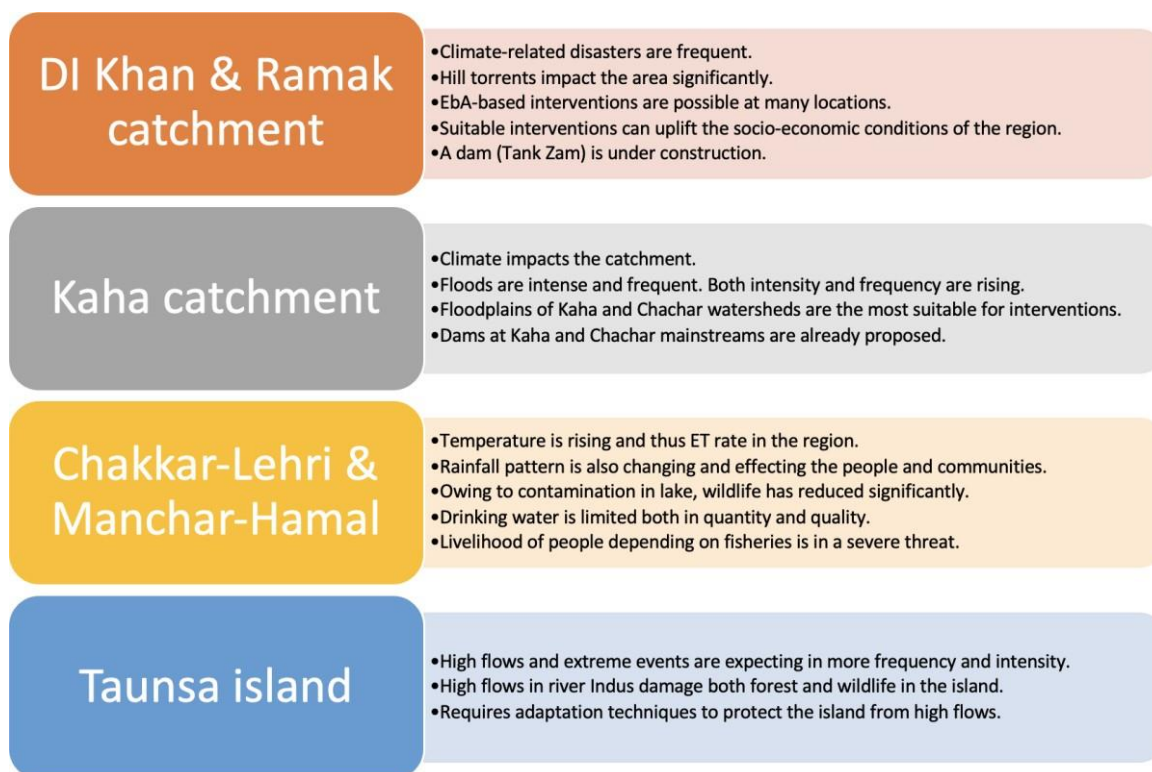 DI Khan & Ramak
catchment
•Climate-related disasters are frequent.
•Hill torrents impact the area significantly.
•EbA-based interventions are possible at many locations.
•Suitable interventions can uplift the socio-economic conditions of the region.
•A dam (Tank Zam) is under construction.
Kaha catchment
•Climate impacts the catchment.
•Floods are intense and frequent. Both intensity and frequency are rising.
•Floodplains of Kaha and Chachar watersheds are the most suitable for interventions.
•Dams at Kaha and Chachar mainstreams are already proposed.
Chakkar-Lehri &
Manchar-Hamal
•Temperature is rising and thus ET rate in the region.
•Rainfall pattern is also changing and effecting the people and communities.
•Owing to contamination in lake, wildlife has reduced significantly.
•Drinking water is limited both in quantity and quality.
•Livelihood of people depending on fisheries is in a severe threat.
Taunsa island
•High flows and extreme events are expecting in more frequency and intensity.
•High flows in river Indus damage both forest and wildlife in the island.
•Requires adaptation techniques to protect the island from high flows.